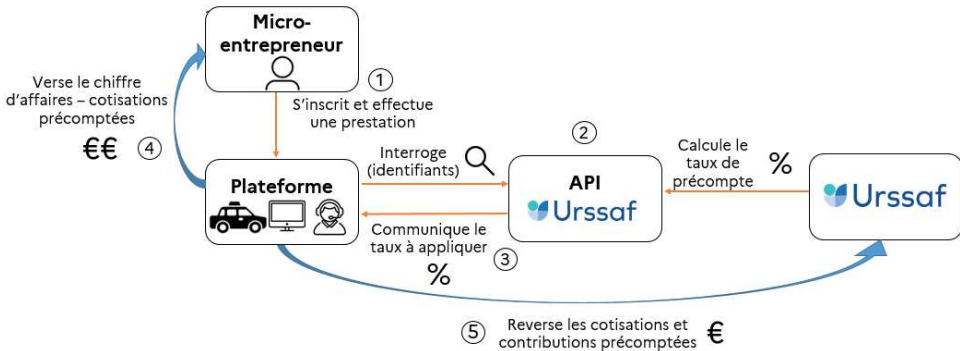 Micro-
entrepreneur
①
S'inscrit et effectue
une prestation
Verse le chiffre
d'affaires – cotisations
précomptées
€€ ④
Plateforme
Interroge
(identifiants)
②
API
Urssaf
Calcule le
taux de
précompte
%
Urssaf
Communique le
taux à appliquer
%
③
⑤
Reverse les cotisations et
contributions précomptées
€